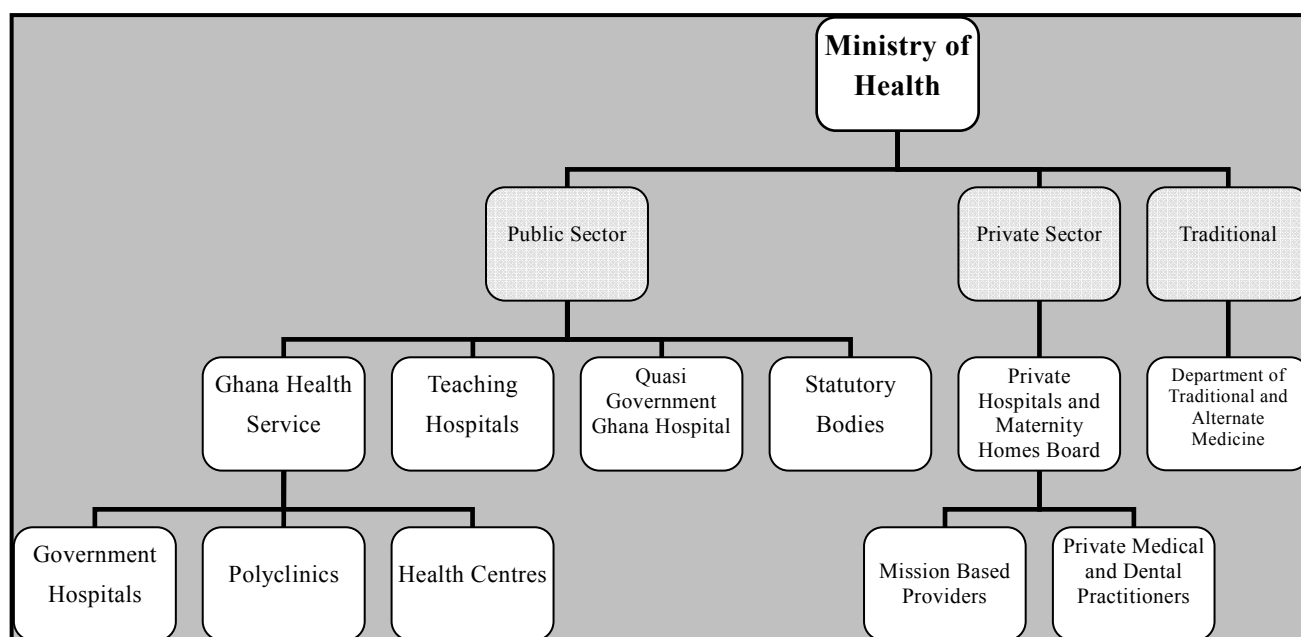 Ministry of
Health
Public Sector
Private Sector
Traditional
Ghana Health
Service
Teaching
Hospitals
Quasi
Government
Ghana Hospital
Statutory
Bodies
Private
Hospitals and
Maternity
Homes Board
Department of
Traditional and
Alternate
Medicine
Government
Hospitals
Polyclinics
Health Centres
Mission Based
Providers
Private Medical
and Dental
Practitioners